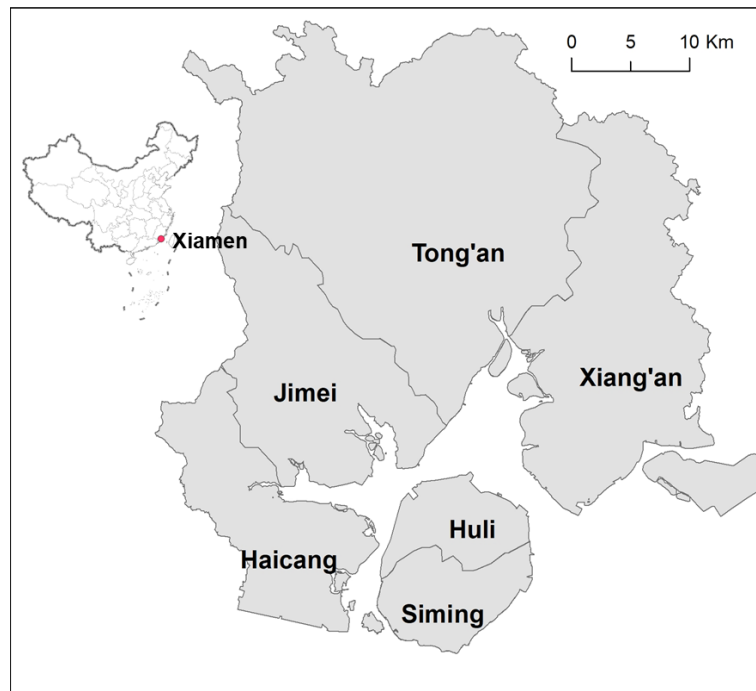 0 5 10 Km
Xiamen
Tong'an
Xiang'an
Jimei
Huli
Haicang
Siming